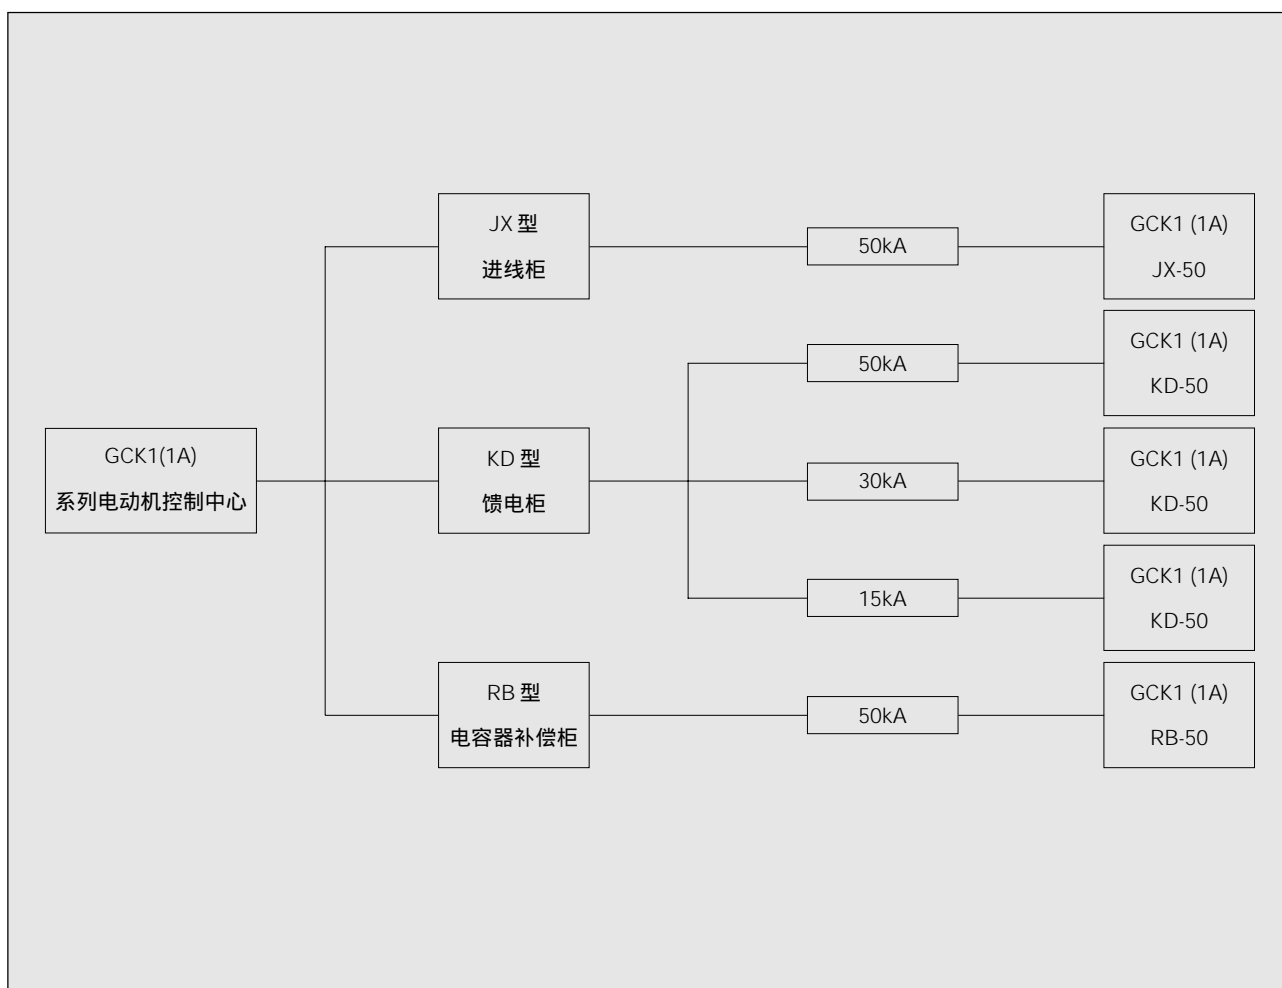 JX 型
进线柜
50kA
GCK1 (1A)
JX-50
50kA
GCK1 (1A)
KD-50
GCK1(1A)
系列电动机控制中心
KD 型
馈电柜
30kA
GCK1 (1A)
KD-50
15kA
GCK1 (1A)
KD-50
RB 型
电容器补偿柜
50kA
GCK1 (1A)
RB-50